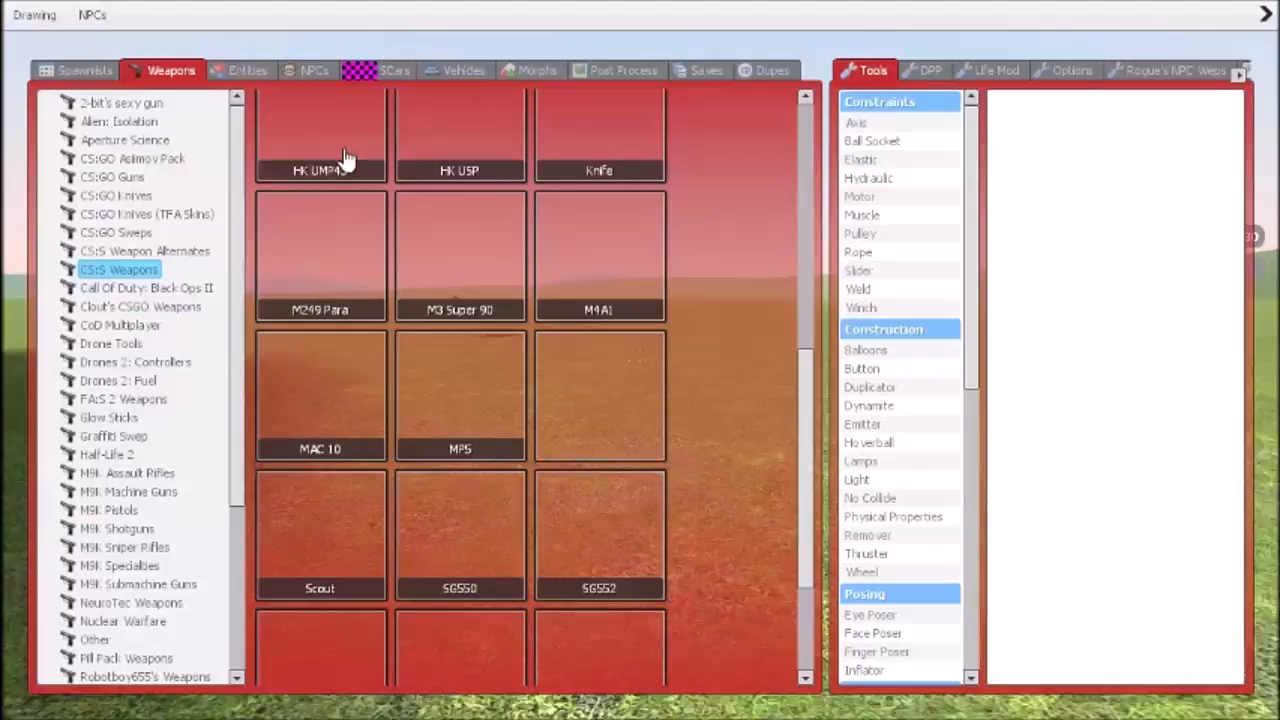 Drawing NPCs
Spawnlists Weapons Entities NPCs SCars Vehicles Morphs Post Process Saves Dupes
Tools DPP Life Mod Options Rogue's NPC Weps
2-bit's sexy gun
Alien: Isolation
Aperture Science
CS:GO Asimov Pack
CS:GO Guns
CS:GO Knives
CS:GO Knives (TFA Skins)
CS:GO Sweps
CS:S Weapon Alternates
CS:S Weapons
Call Of Duty: Black Ops II
Clout's CSGO Weapons
CoD Multiplayer
Drone Tools
Drones 2: Controllers
Drones 2: Fuel
FA:S 2 Weapons
Glow Sticks
Graffiti Swep
Half-Life 2
M9K Assault Rifles
M9K Machine Guns
M9K Pistols
M9K Shotguns
M9K Sniper Rifles
M9K Specialties
M9K Submachine Guns
NeuroTec Weapons
Nuclear Warfare
Other
Pill Pack Weapons
Robotboy655's Weapons
HK UMP45 HK USP Knife
M249 Para M3 Super 90 M4A1
MAC 10 MP5
Scout SG550 SG552
Constraints
Axis
Ball Socket
Elastic
Hydraulic
Motor
Muscle
Pulley
Rope
Slider
Weld
Winch
Construction
Balloons
Button
Duplicator
Dynamite
Emitter
Hoverball
Lamps
Light
No Collide
Physical Properties
Remover
Thruster
Wheel
Posing
Eye Poser
Face Poser
Finger Poser
Inflator